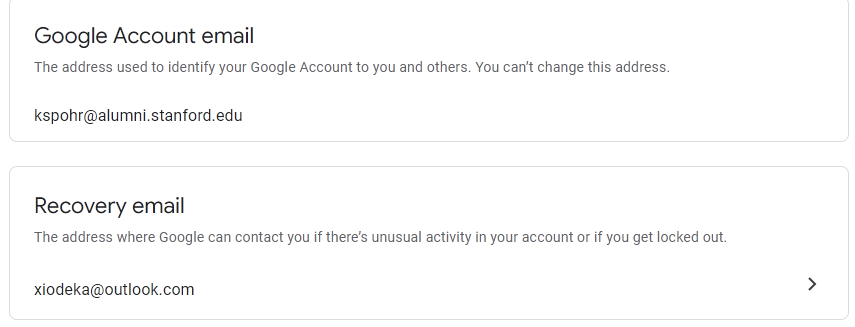 Google Account email
The address used to identify your Google Account to you and others. You can’t change this address.
kspohr@alumni.stanford.edu
Recovery email
The address where Google can contact you if there’s unusual activity in your account or if you get locked out.
xiodeka@outlook.com